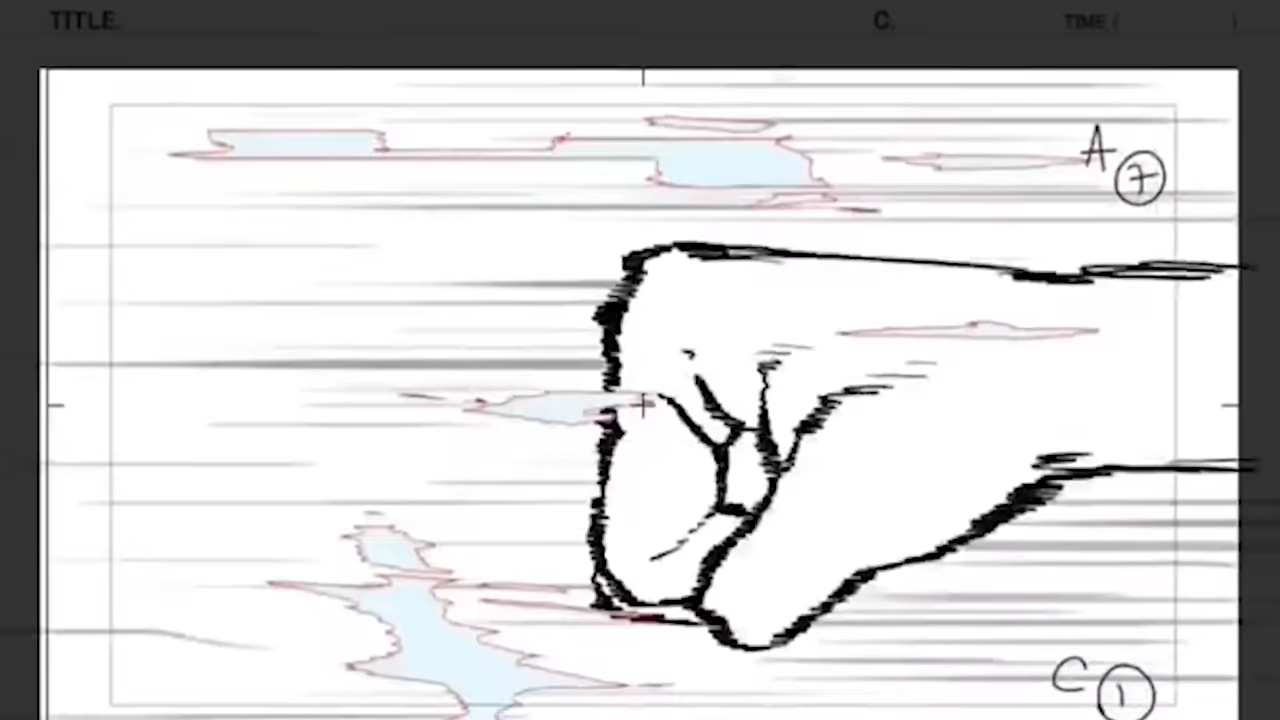 TITLE. C. TIME ( )
A ⑦
C ①